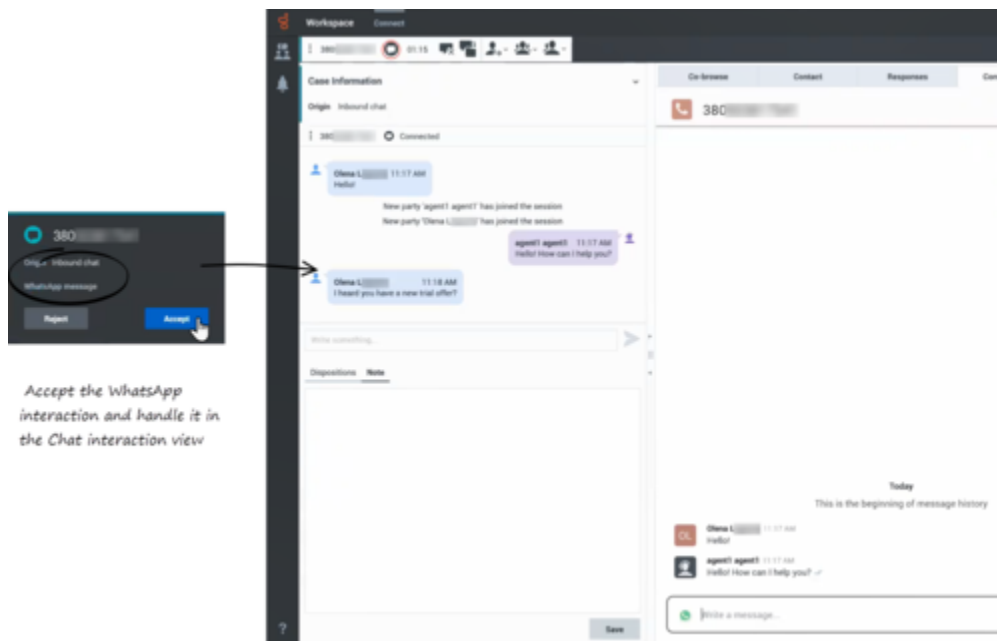 Workspace
Connect
380
01:15
Case Information
Origin Inbound chat
380
Connected
Olena L 11:17 AM
Hello!
New party 'agent1 agent1' has joined the session
New party 'Olena L' has joined the session
agent1 agent1 11:17 AM
Hello! How can I help you?
Olena L 11:18 AM
I heard you have a new trial offer?
Write something...
Dispositions
Note
Save
?
380
Origin Inbound chat
WhatsApp message
Reject
Accept
Accept the WhatsApp
interaction and handle it in
the Chat interaction view
Co-browse
Contact
Responses
Con
380
Today
This is the beginning of message history
OL
Olena L 11:17 AM
Hello!
agent1 agent1 11:17 AM
Hello! How can I help you?
Write a message...